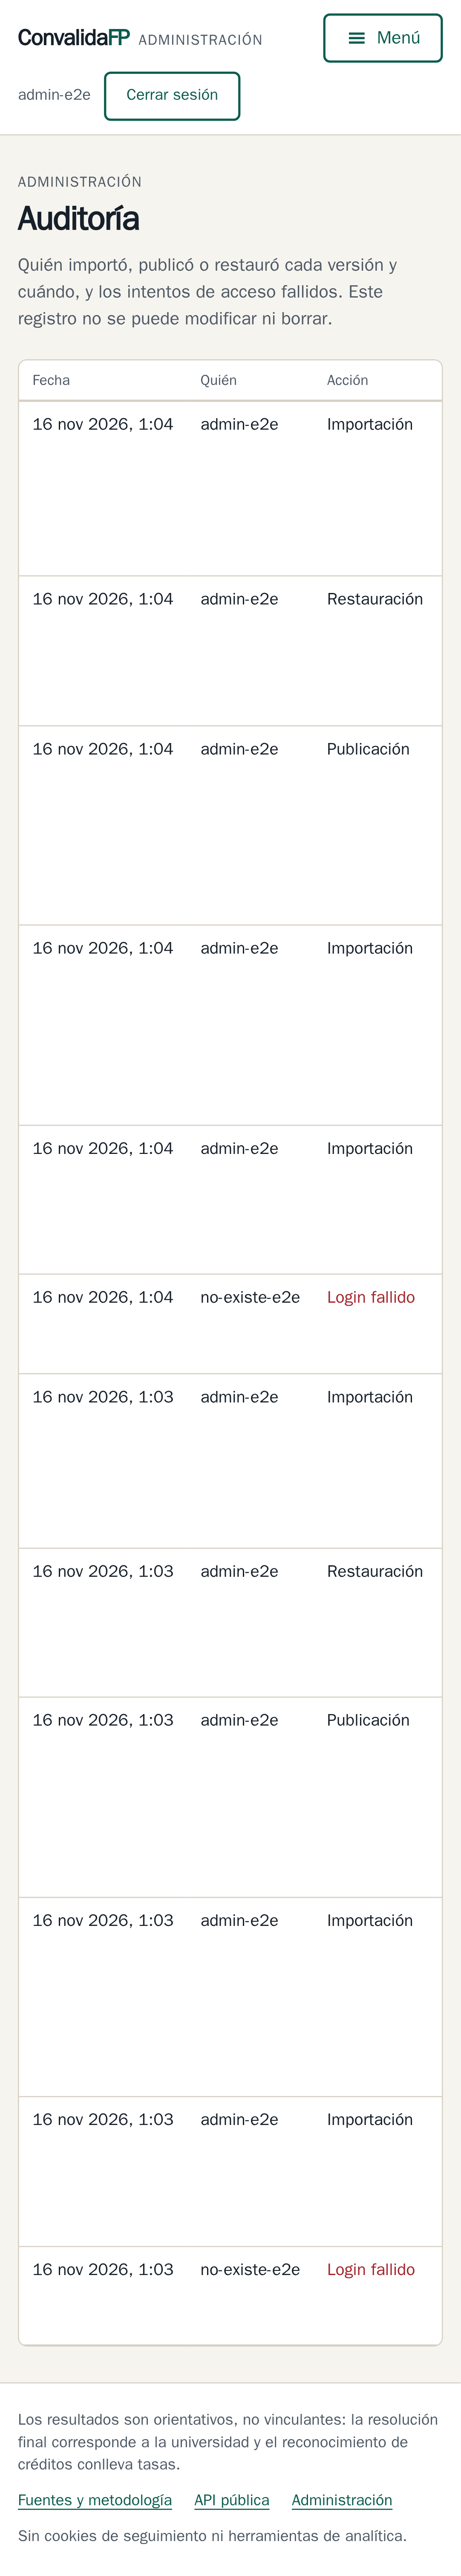 ConvalidaFP ADMINISTRACIÓN
Menú
admin-e2e
Cerrar sesión
ADMINISTRACIÓN
Auditoría
Quién importó, publicó o restauró cada versión y
cuándo, y los intentos de acceso fallidos. Este
registro no se puede modificar ni borrar.
Fecha Quién Acción
16 nov 2026, 1:04 admin-e2e Importación
16 nov 2026, 1:04 admin-e2e Restauración
16 nov 2026, 1:04 admin-e2e Publicación
16 nov 2026, 1:04 admin-e2e Importación
16 nov 2026, 1:04 admin-e2e Importación
16 nov 2026, 1:04 no-existe-e2e Login fallido
16 nov 2026, 1:03 admin-e2e Importación
16 nov 2026, 1:03 admin-e2e Restauración
16 nov 2026, 1:03 admin-e2e Publicación
16 nov 2026, 1:03 admin-e2e Importación
16 nov 2026, 1:03 admin-e2e Importación
16 nov 2026, 1:03 no-existe-e2e Login fallido
Los resultados son orientativos, no vinculantes: la resolución
final corresponde a la universidad y el reconocimiento de
créditos conlleva tasas.
Fuentes y metodología API pública Administración
Sin cookies de seguimiento ni herramientas de analítica.